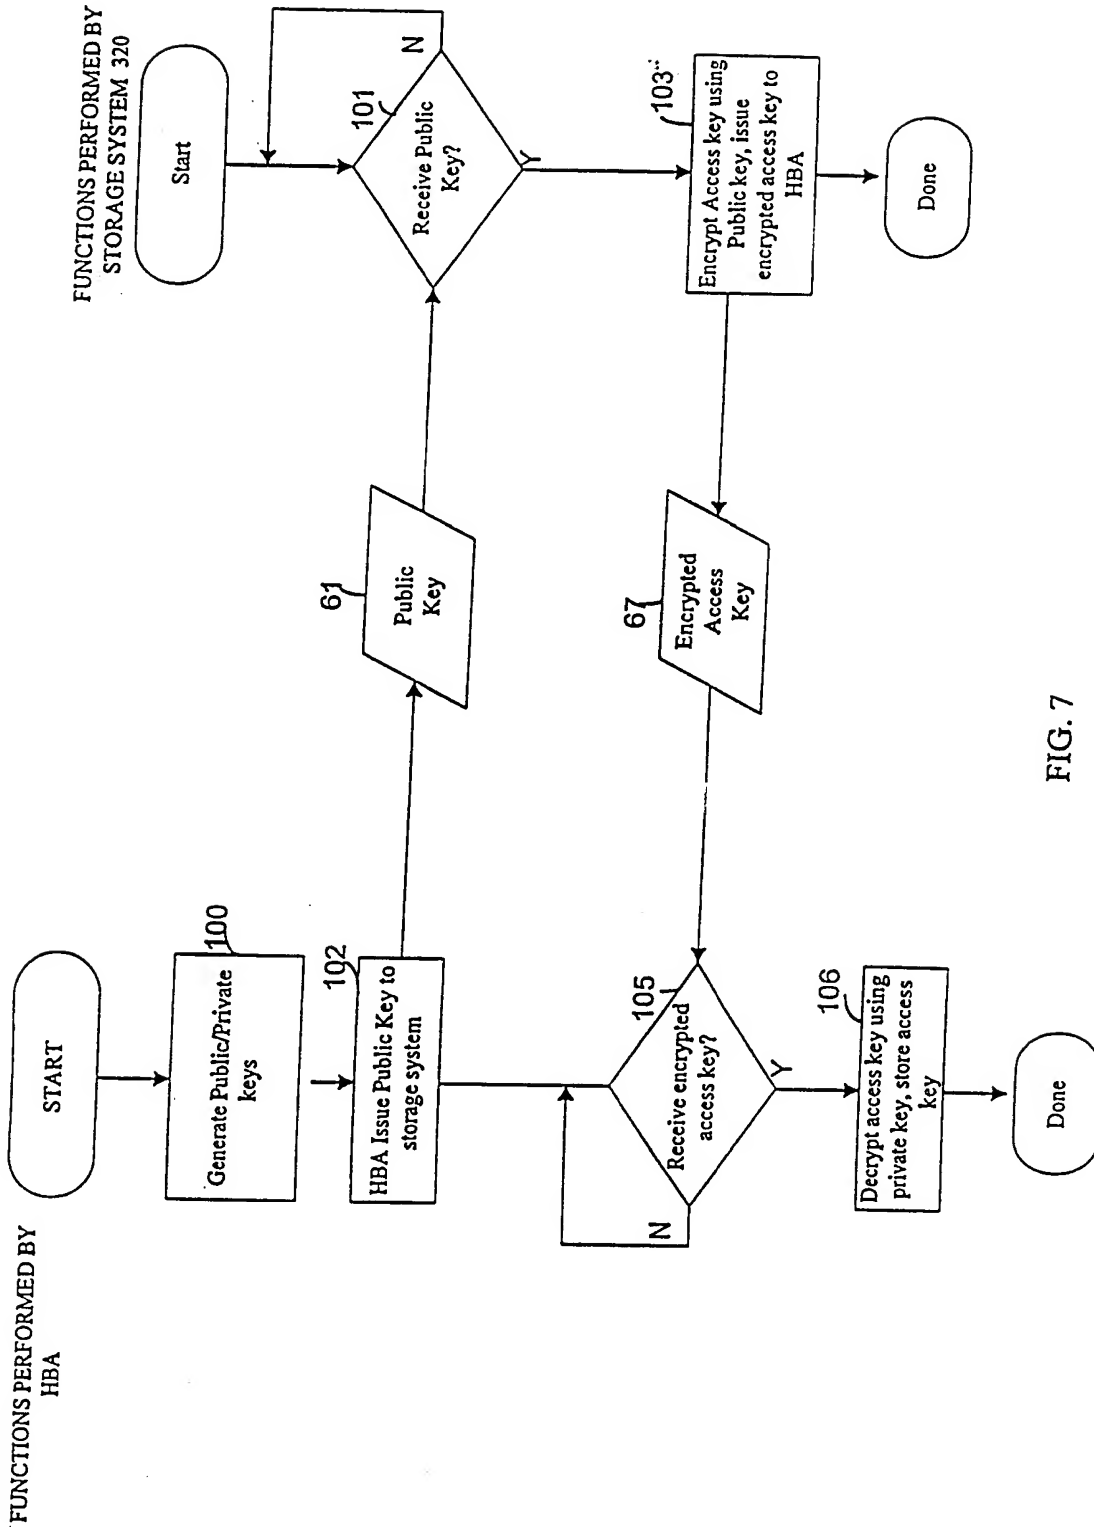 FUNCTIONS PERFORMED BY
HBA
START
100
Generate Public/Private
keys
102
HBA Issue Public Key to
storage system
105
Receive encrypted
access key?
N
Y
106
Decrypt access key using
private key, store access
key
Done
61
Public
Key
67
Encrypted
Access
Key
FUNCTIONS PERFORMED BY
STORAGE SYSTEM 320
Start
101
Receive Public
Key?
N
Y
103
Encrypt Access key using
Public key, issue
encrypted access key to
HBA
Done
FIG. 7